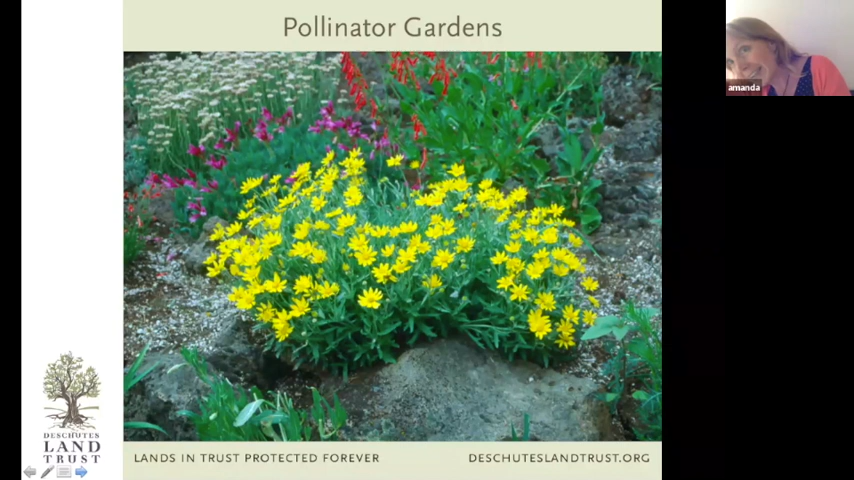 Pollinator Gardens
amanda
DESCHUTES
LAND
TRUST
LANDS IN TRUST PROTECTED FOREVER
DESCHUTESLANDTRUST.ORG